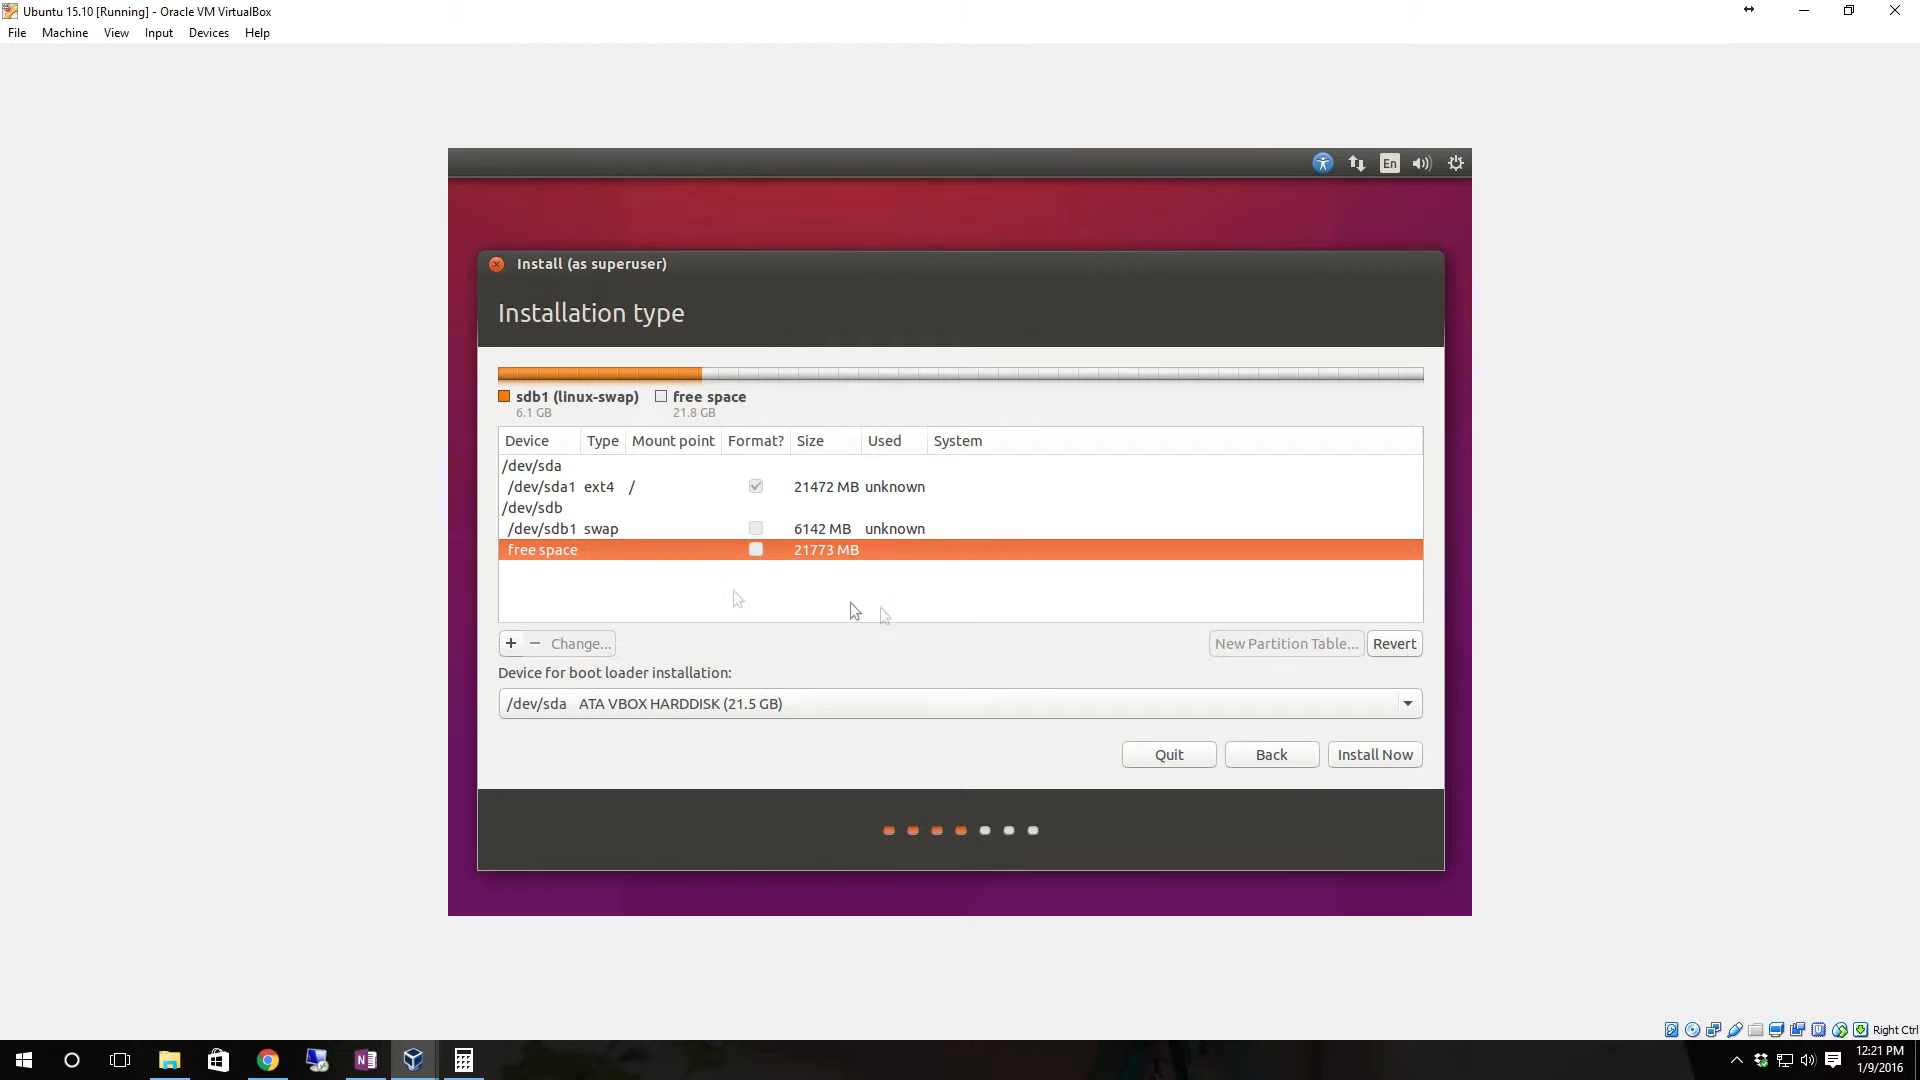 Ubuntu 15.10 [Running] - Oracle VM VirtualBox
File Machine View Input Devices Help
En
Install (as superuser)
Installation type
sdb1 (linux-swap) free space
6.1 GB 21.8 GB
Device Type Mount point Format? Size Used System
/dev/sda
/dev/sda1 ext4 / 21472 MB unknown
/dev/sdb
/dev/sdb1 swap 6142 MB unknown
free space 21773 MB
+ − Change... New Partition Table... Revert
Device for boot loader installation:
/dev/sda ATA VBOX HARDDISK (21.5 GB)
Quit Back Install Now
Right Ctrl
12:21 PM
1/9/2016